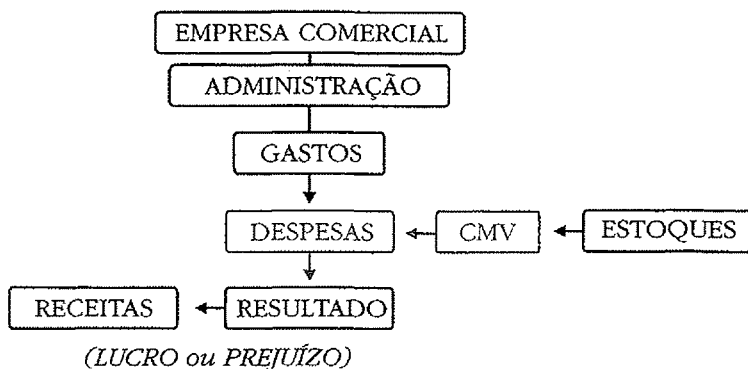 EMPRESA COMERCIAL
ADMINISTRAÇÃO
GASTOS
DESPESAS CMV ESTOQUES
RECEITAS RESULTADO
(LUCRO ou PREJUÍZO)